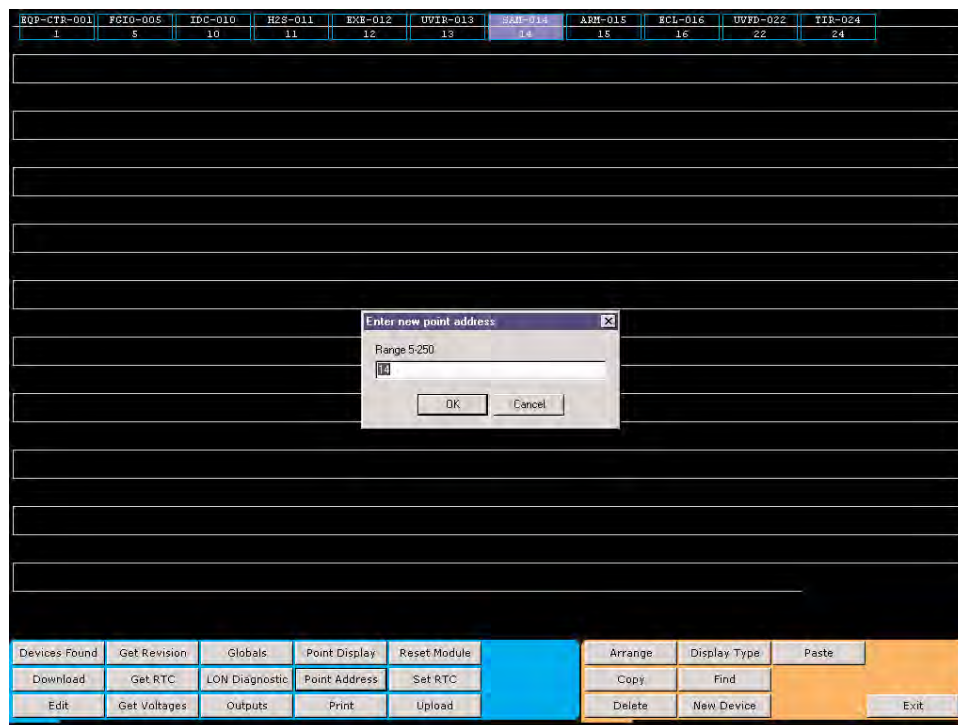 EQP-CTR-001 FGIO-005 IDC-010 H2S-011 EXE-012 UVIR-013 SAM-014 ARM-015 ECL-016 UVFD-022 TIR-024
1 5 10 11 12 13 14 15 16 22 24
Enter new point address
Range 5-250
14
OK Cancel
Devices Found Get Revision Globals Point Display Reset Module Arrange Display Type Paste
Download Get RTC LON Diagnostic Point Address Set RTC Copy Find
Edit Get Voltages Outputs Print Upload Delete New Device Exit